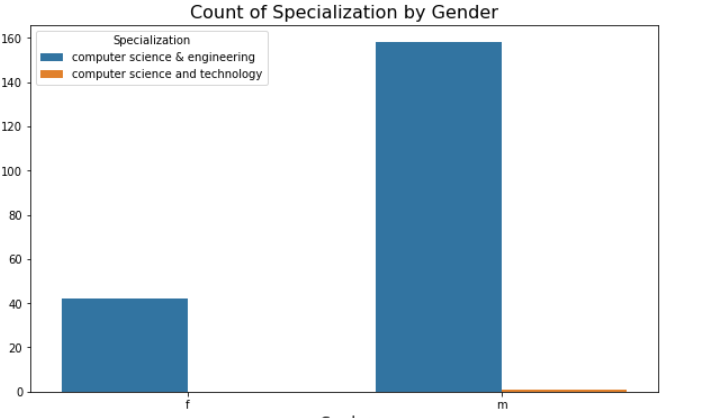 Count of Specialization by Gender
Specialization
computer science & engineering
computer science and technology
160
140
120
100
80
60
40
20
0
f
m